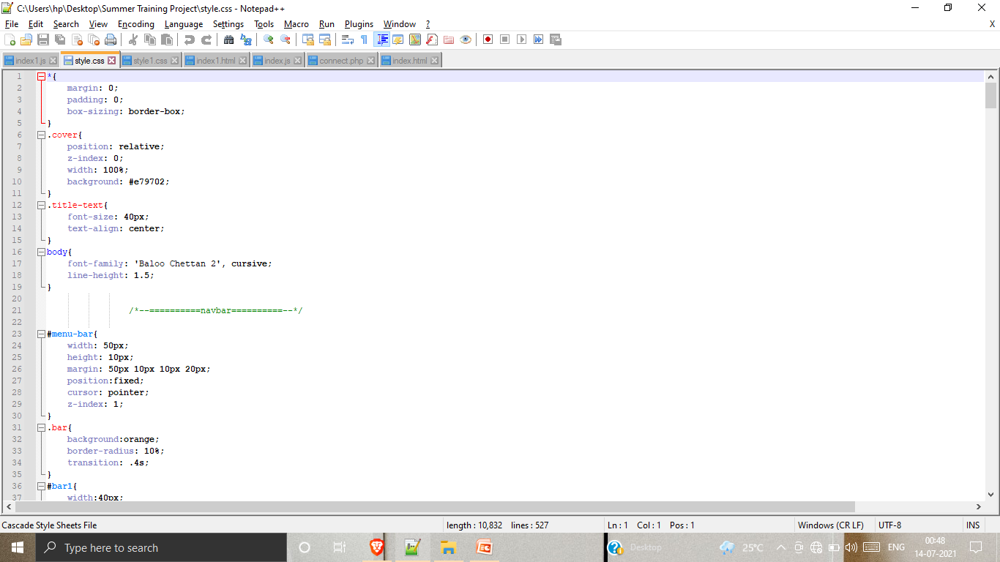 C:\Users\hp\Desktop\Summer Training Project\style.css - Notepad++
File Edit Search View Encoding Language Settings Tools Macro Run Plugins Window ? X
index1.js style.css style1.css index1.html index.js connect.php index.html
1 *{
2 margin: 0;
3 padding: 0;
4 box-sizing: border-box;
5 }
6 .cover{
7 position: relative;
8 z-index: 0;
9 width: 100%;
10 background: #e79702;
11 }
12 .title-text{
13 font-size: 40px;
14 text-align: center;
15 }
16 body{
17 font-family: 'Baloo Chettan 2', cursive;
18 line-height: 1.5;
19 }
20
21 /*--==========navbar==========--*/
22
23 #menu-bar{
24 width: 50px;
25 height: 10px;
26 margin: 50px 10px 10px 20px;
27 position:fixed;
28 cursor: pointer;
29 z-index: 1;
30 }
31 .bar{
32 background:orange;
33 border-radius: 10%;
34 transition: .4s;
35 }
36 #bar1{
37 width:40px;
Cascade Style Sheets File length : 10,832 lines : 527 Ln : 1 Col : 1 Pos : 1 Windows (CR LF) UTF-8 INS
Type here to search Desktop 25°C ENG 00:48
14-07-2021